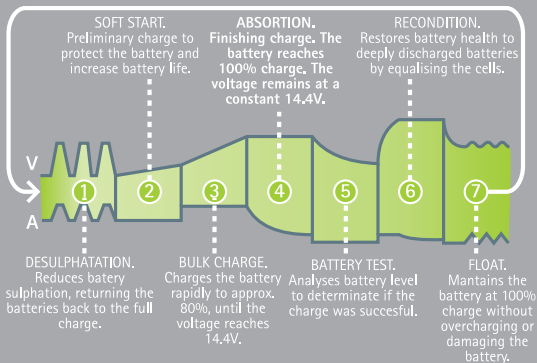 SOFT START.
Preliminary charge to
protect the battery and
increase battery life.
ABSORTION.
Finishing charge. The
battery reaches
100% charge. The
voltage remains at a
constant 14.4V.
RECONDITION.
Restores battery health to
deeply discharged batteries
by equalising the cells.
V
A
1
2
3
4
5
6
7
DESULPHATATION.
Reduces batery
sulphation, returning the
batteries back to the full
charge.
BULK CHARGE.
Charges the battery
rapidly to approx.
80%, until the
voltage reaches
14.4V.
BATTERY TEST.
Analyses battery level
to determinate if the
charge was succesful.
FLOAT.
Mantains the
battery at 100%
charge without
overcharging or
damaging the
battery.